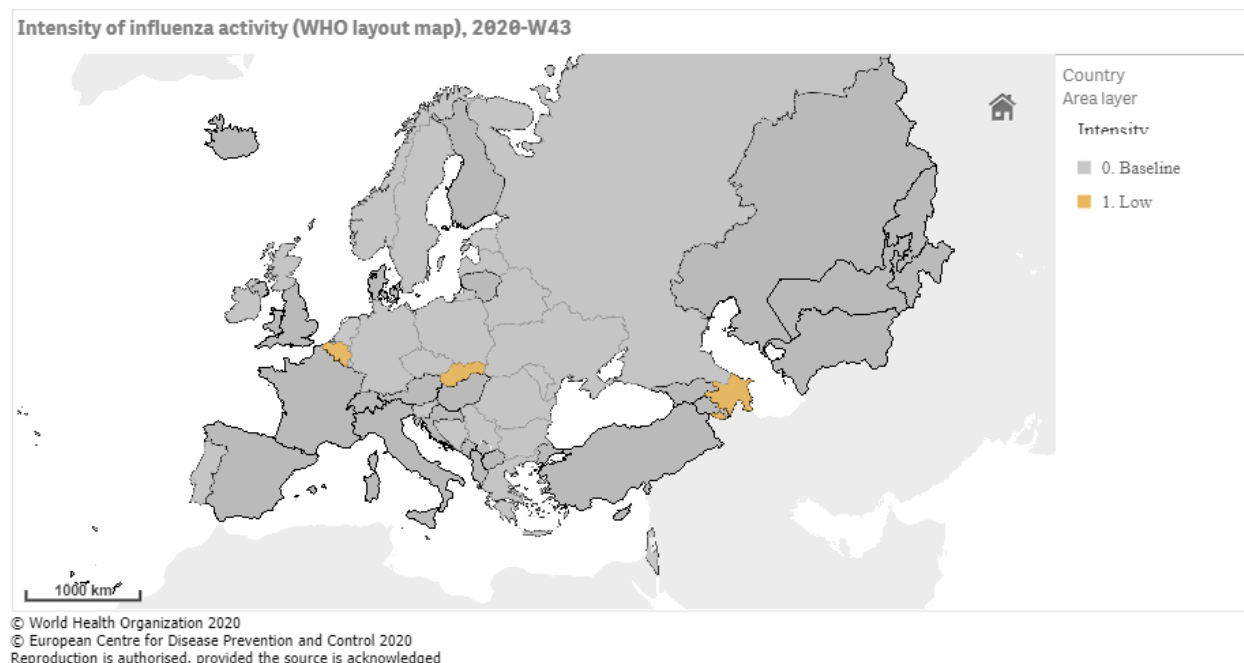 Intensity of influenza activity (WHO layout map), 2020-W43
Country
Area layer
Intensity
0. Baseline
1. Low
1000 km
© World Health Organization 2020
© European Centre for Disease Prevention and Control 2020
Reproduction is authorised, provided the source is acknowledged